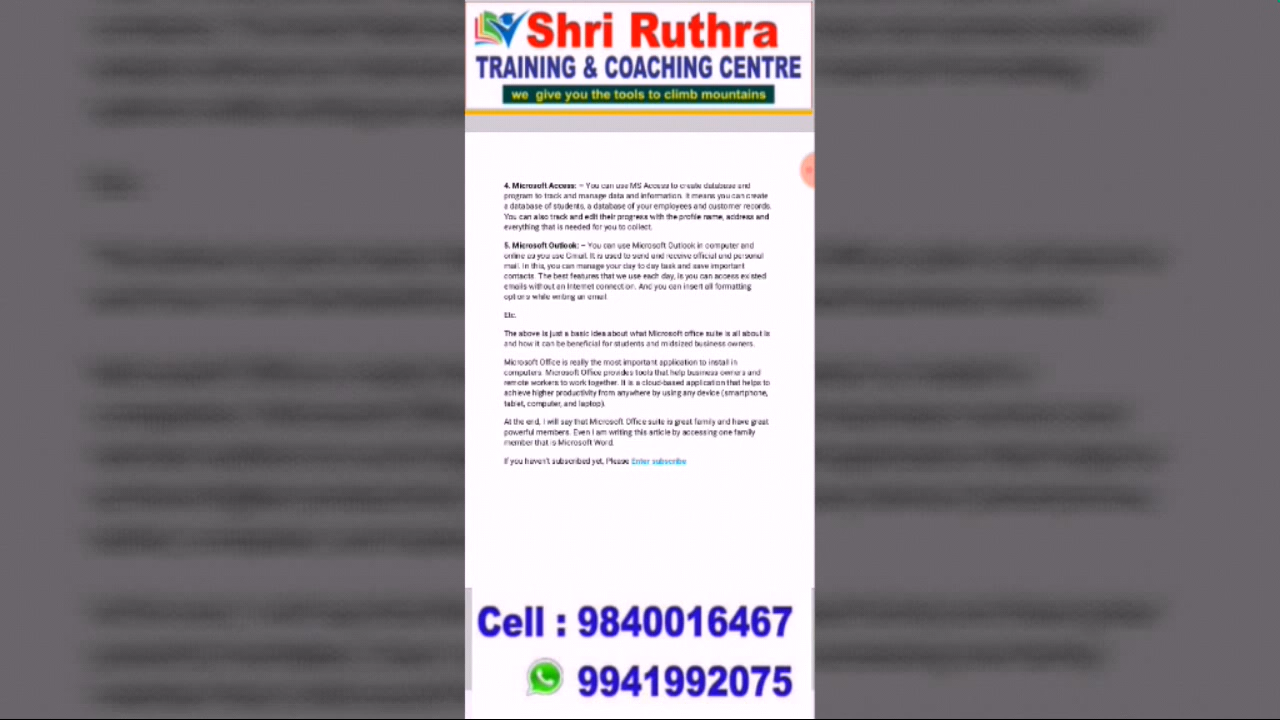 Shri Ruthra
TRAINING & COACHING CENTRE
we give you the tools to climb mountains
4. Microsoft Access: – You can use MS Access to create database and
program to track and manage data and information. It means you can create
a database of students, a database of your employees and customer records.
You can also track and edit their progress with the profile name, address and
everything that is needed for you to collect.
5. Microsoft Outlook: – You can use Microsoft Outlook in computer and
online as you use Gmail. It is used to send and receive official and personal
mail. In this, you can manage your day to day task and save important
contacts. The best features that we use each day, is you can access existed
emails without an Internet connection. And you can insert all formatting
options while writing an email.
Etc.
The above is just a basic idea about what Microsoft office suite is all about is
and how it can be beneficial for students and midsized business owners.
Microsoft Office is really the most important application to install in
computers. Microsoft Office provides tools that help business owners and
remote workers to work together. It is a cloud-based application that helps to
achieve higher productivity from anywhere by using any device (smartphone,
tablet, computer, and laptop).
At the end, I will say that Microsoft Office suite is great family and have great
powerful members. Even I am writing this article by accessing one family
member that is Microsoft Word.
If you haven't subscribed yet, Please Enter subscribe
Cell : 9840016467
9941992075